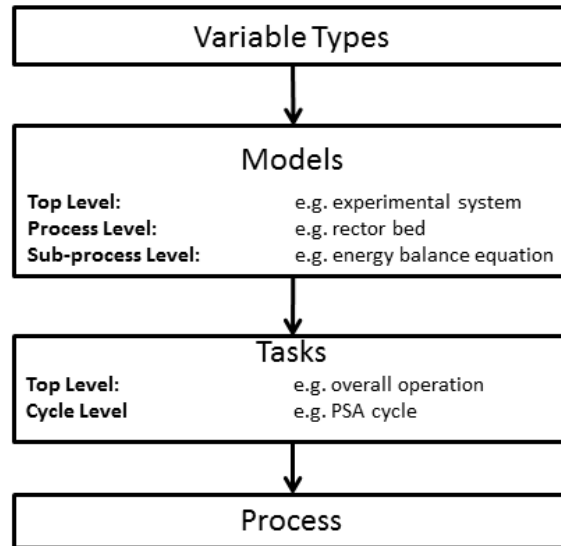 Variable Types
Models
Top Level: e.g. experimental system
Process Level: e.g. rector bed
Sub-process Level: e.g. energy balance equation
Tasks
Top Level: e.g. overall operation
Cycle Level e.g. PSA cycle
Process